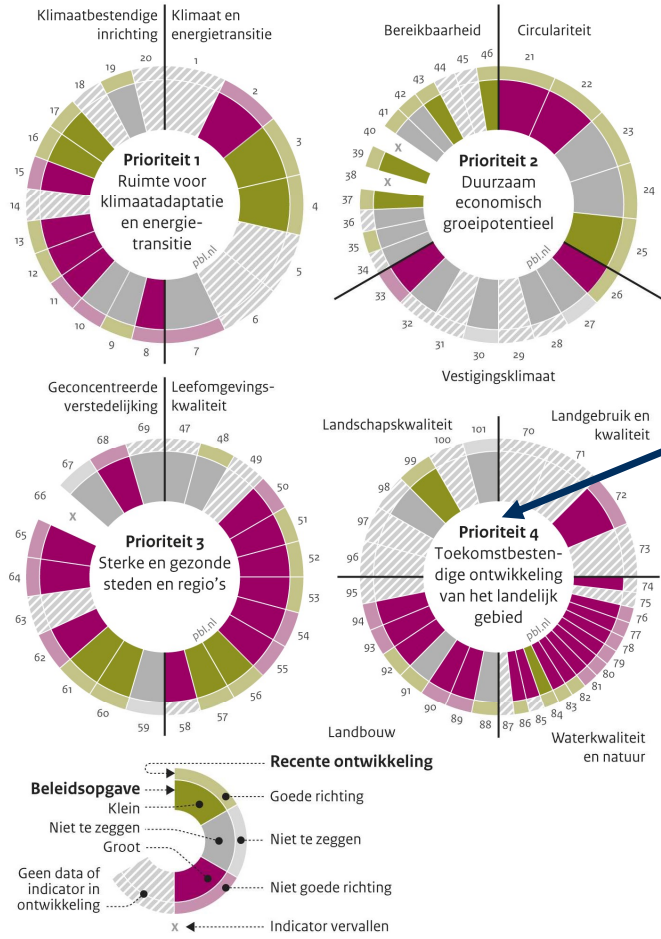 Klimaatbestendige
inrichting
Klimaat en
energietransitie
20
1
19
18
2
17
3
16
15
4
14
5
13
12
6
11
10
9
8
7
Prioriteit 1
Ruimte voor
klimaatadaptatie
en energie-
transitie
pbl.nl
Bereikbaarheid
Circulariteit
46
21
45
44
22
43
42
41
23
40
x
39
x
38
24
37
36
25
35
34
26
33
27
32
28
31
30
29
Prioriteit 2
Duurzaam
economisch
groeipotentieel
pbl.nl
Vestigingsklimaat
Geconcentreerde
verstedelijking
Leefomgevings-
kwaliteit
69
47
68
48
67
49
66
x
50
65
51
64
52
63
53
62
54
61
55
60
56
59
58
57
Prioriteit 3
Sterke en gezonde
steden en regio's
pbl.nl
Landschapskwaliteit
Landgebruik en
kwaliteit
101
70
100
71
99
72
98
97
73
96
74
95
75
94
76
77
93
78
92
79
80
91
81
90
82
89
83
88
84
87
86
85
Prioriteit 4
Toekomstbesten-
dige ontwikkeling
van het landelijk
gebied
pbl.nl
Landbouw
Waterkwaliteit
en natuur
Recente ontwikkeling
Beleidsopgave
Klein
Goede richting
Niet te zeggen
Niet te zeggen
Groot
Geen data of
indicator in
ontwikkeling
Niet goede richting
x
Indicator vervallen